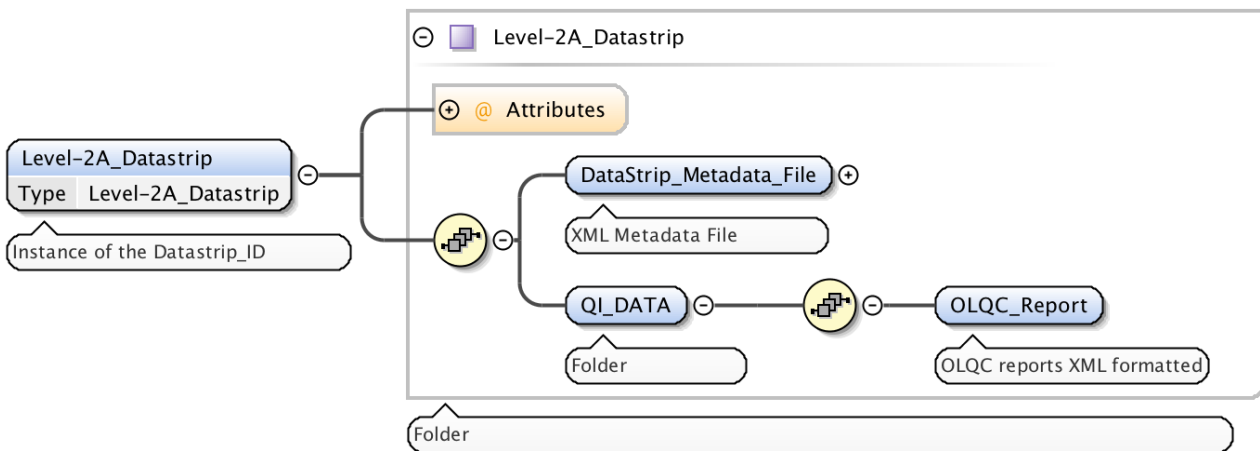 Level-2A_Datastrip
@ Attributes
Level-2A_Datastrip
Type Level-2A_Datastrip
Instance of the Datastrip_ID
DataStrip_Metadata_File
XML Metadata File
QI_DATA
OLQC_Report
Folder
OLQC reports XML formatted
Folder